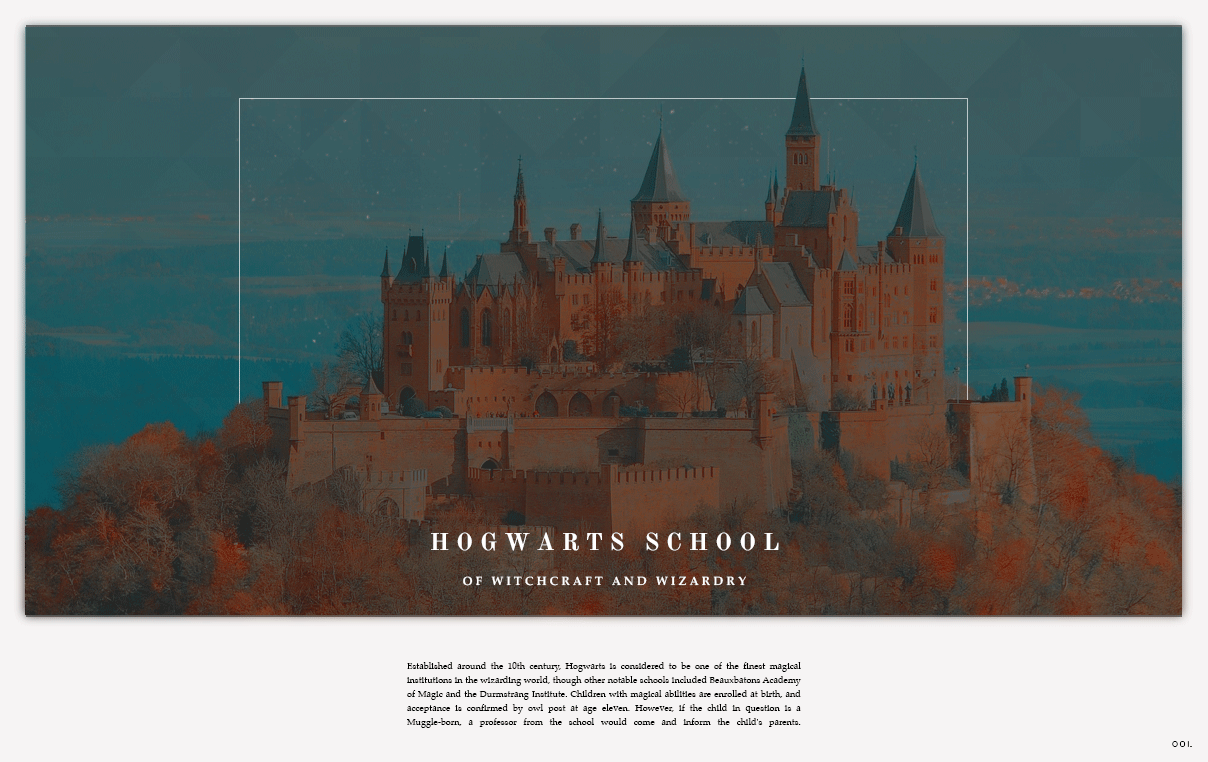 HOGWARTS SCHOOL
OF WITCHCRAFT AND WIZARDRY
Established around the 10th century, Hogwarts is considered to be one of the finest magical
institutions in the wizarding world, though other notable schools included Beauxbatons Academy
of Magic and the Durmstrang Institute. Children with magical abilities are enrolled at birth, and
acceptance is confirmed by owl post at age eleven. However, if the child in question is a
Muggle-born, a professor from the school would come and inform the child's parents.
001.